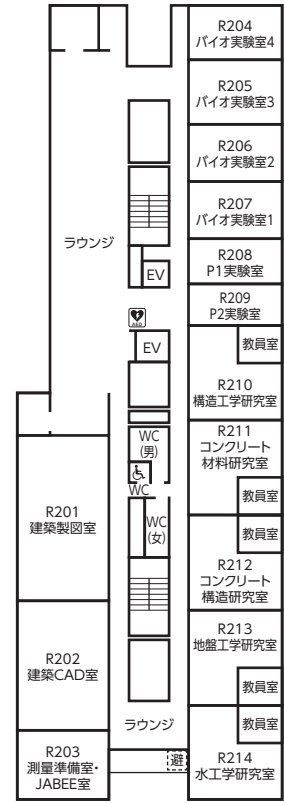 R204
バイオ実験室4
R205
バイオ実験室3
R206
バイオ実験室2
R207
バイオ実験室1
ラウンジ
R208
P1実験室
EV
R209
P2実験室
AED
EV
教員室
R210
構造工学研究室
R211
コンクリート
材料研究室
WC
(男)
WC
教員室
R201
建築製図室
WC
(女)
教員室
R212
コンクリート
構造研究室
R213
地盤工学研究室
R202
建築CAD室
教員室
ラウンジ
教員室
R203
測量準備室・
JABEE室
避
R214
水工学研究室